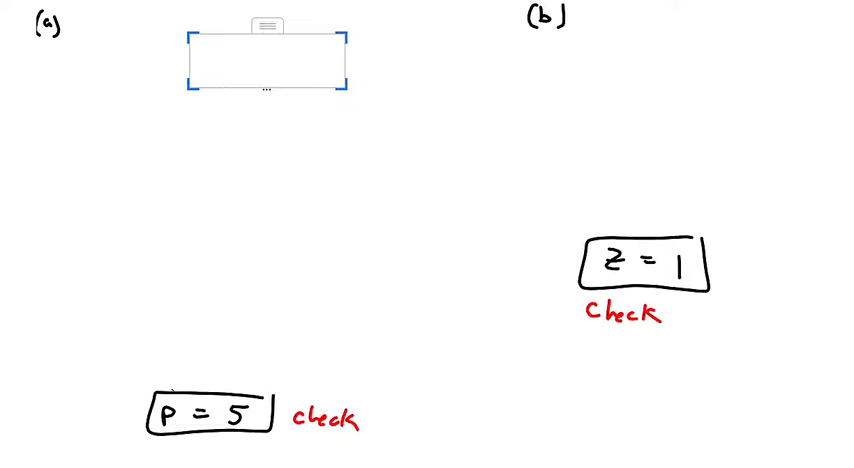 (a)
(b)
z = 1
check
p = 5 check